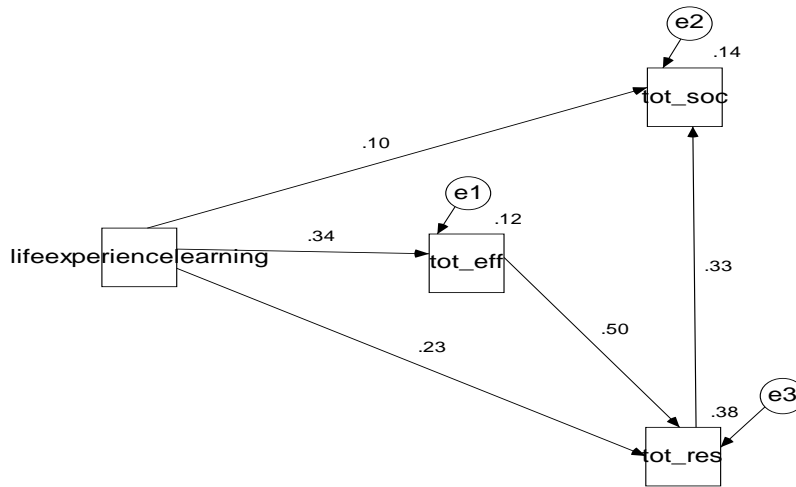 e2
.14
tot_soc
.10
e1
.12
.34
lifeexperiencelearning
tot_eff
.33
.50
.23
.38
e3
tot_res